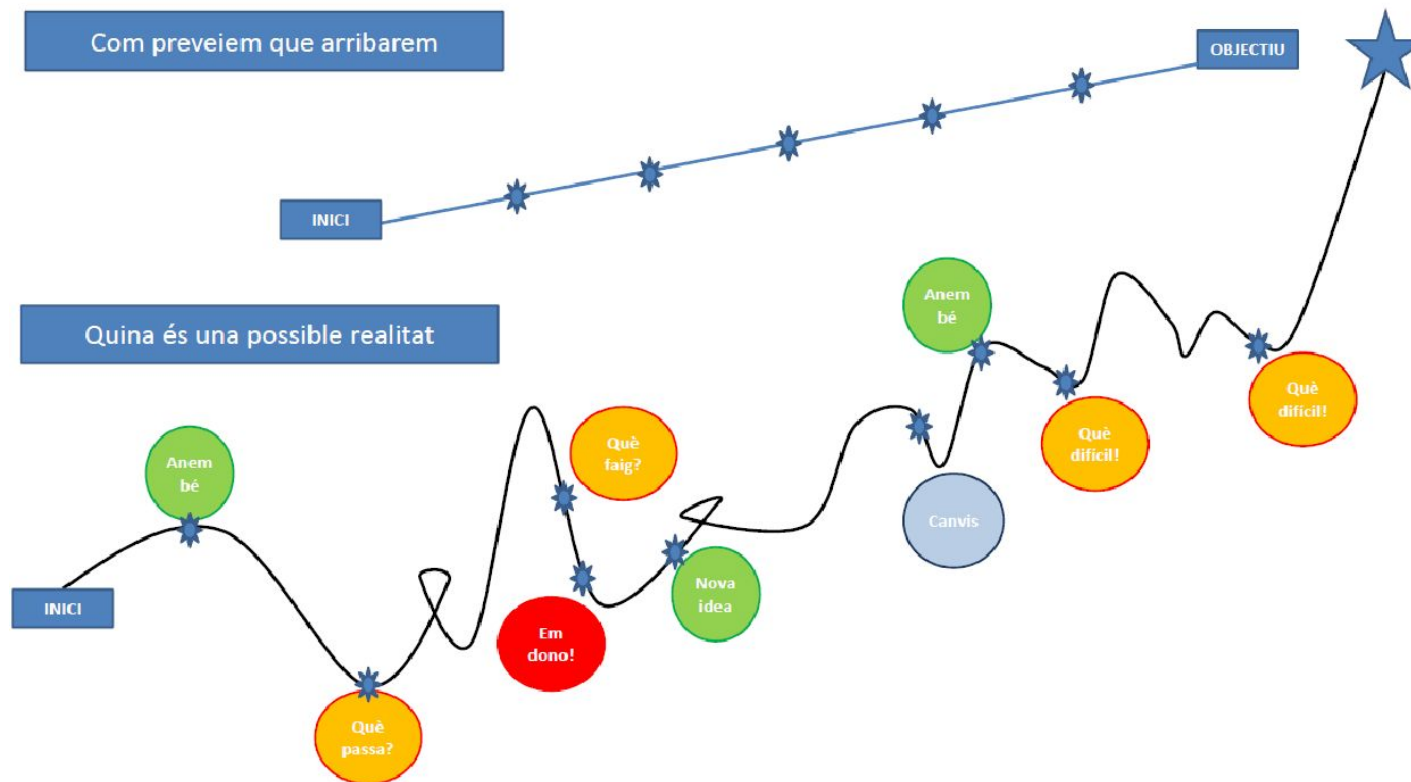 Com preveiem que arribarem
OBJECTIU
INICI
Quina és una possible realitat
Anem
bé
Anem
bé
Què
difícil!
Què
difícil!
Què
faig?
Canvis
Nova
idea
INICI
Em
dono!
Què
passa?